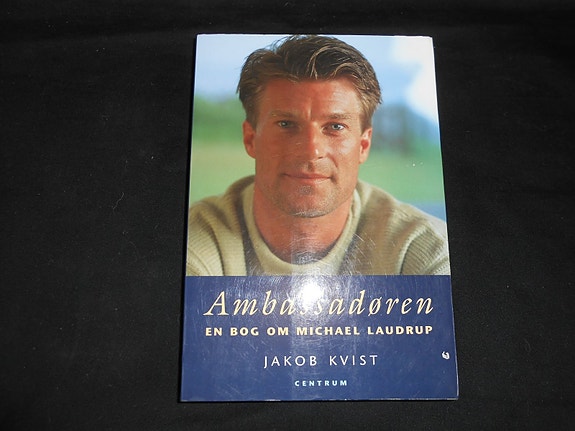 Ambassadøren
EN BOG OM MICHAEL LAUDRUP
JAKOB KVIST
CENTRUM